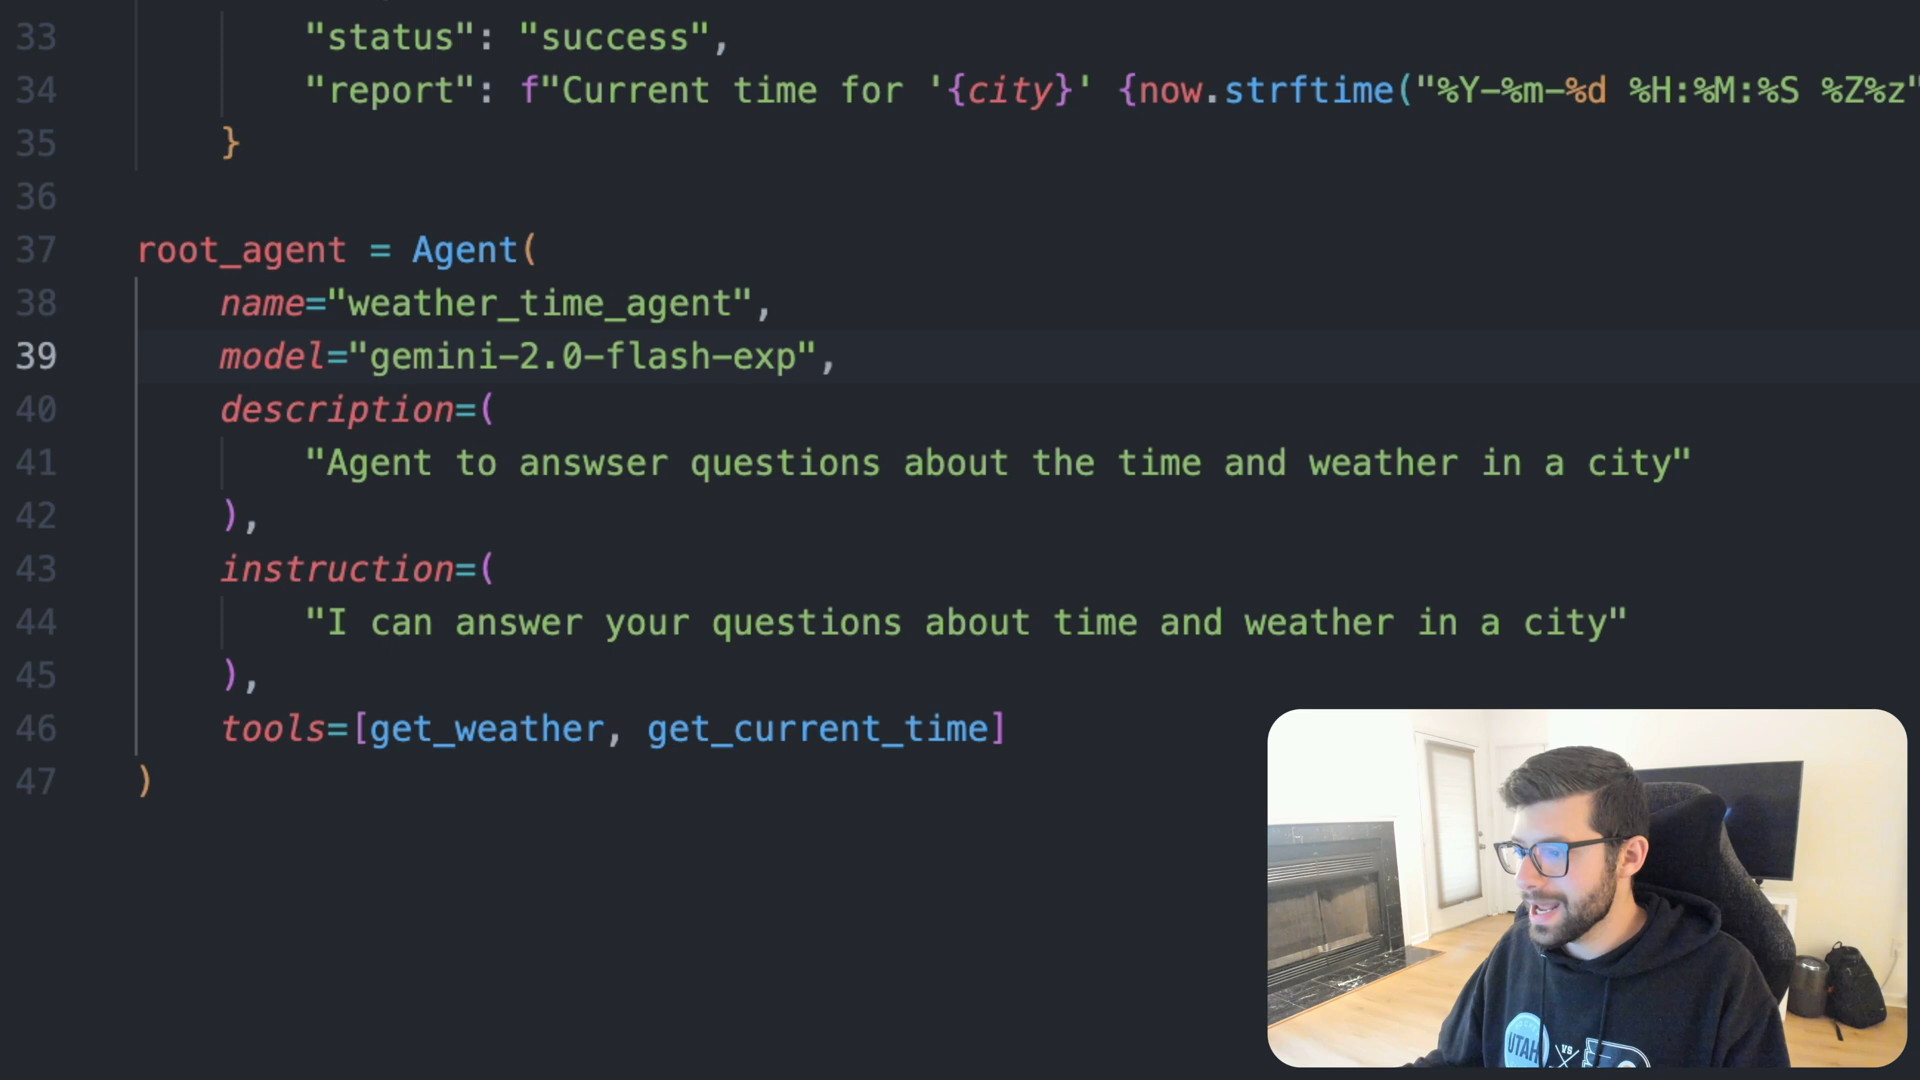 33 "status": "success",
34 "report": f"Current time for '{city}' {now.strftime("%Y-%m-%d %H:%M:%S %Z%z"
35 }
36
37 root_agent = Agent(
38 name="weather_time_agent",
39 model="gemini-2.0-flash-exp",
40 description=(
41 "Agent to answser questions about the time and weather in a city"
42 ),
43 instruction=(
44 "I can answer your questions about time and weather in a city"
45 ),
46 tools=[get_weather, get_current_time]
47 )
UTAH VS